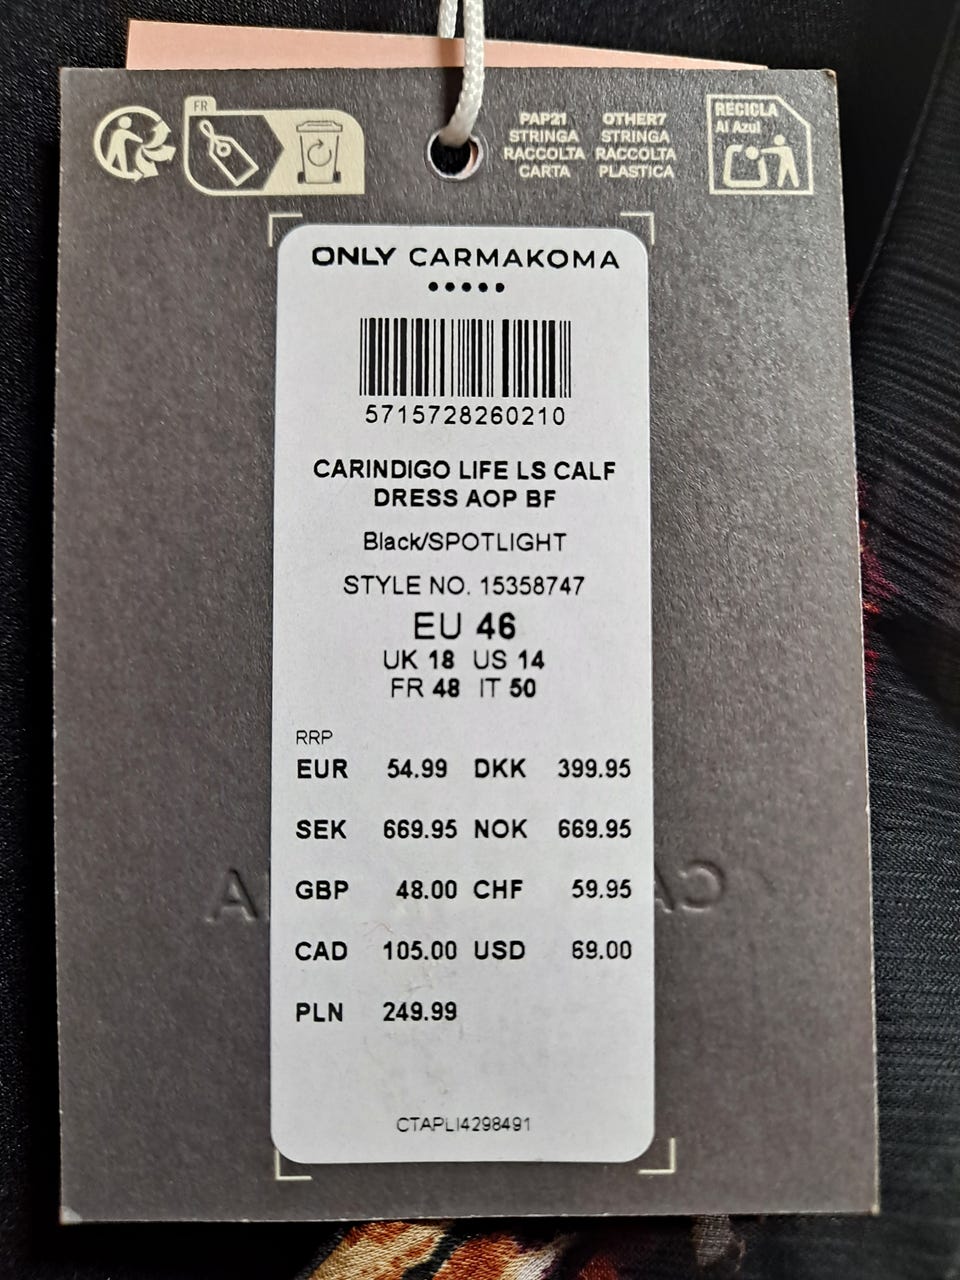 FR
PAP21 OTHER7
STRINGA STRINGA
RACCOLTA RACCOLTA
CARTA PLASTICA
RECICLA
Al Azul
ONLY CARMAKOMA
5715728260210
CARINDIGO LIFE LS CALF
DRESS AOP BF
Black/SPOTLIGHT
STYLE NO. 15358747
EU 46
UK 18 US 14
FR 48 IT 50
RRP
EUR 54.99 DKK 399.95
SEK 669.95 NOK 669.95
GBP 48.00 CHF 59.95
CAD 105.00 USD 69.00
PLN 249.99
CTAPLI4298491